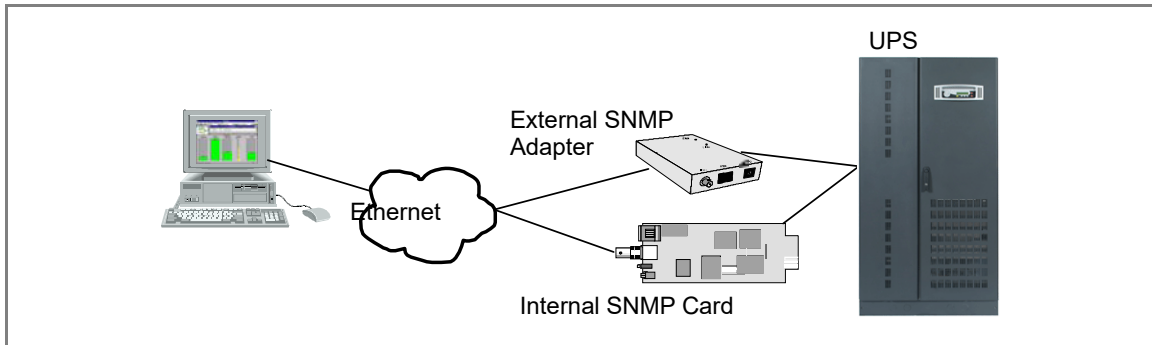 UPS
External SNMP
Adapter
Ethernet
Internal SNMP Card